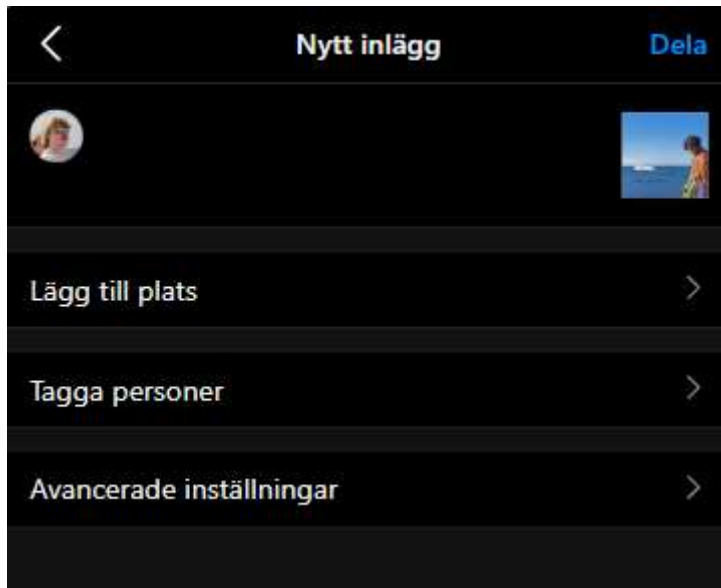 Nytt inlägg
Dela
Lägg till plats
Tagga personer
Avancerade inställningar